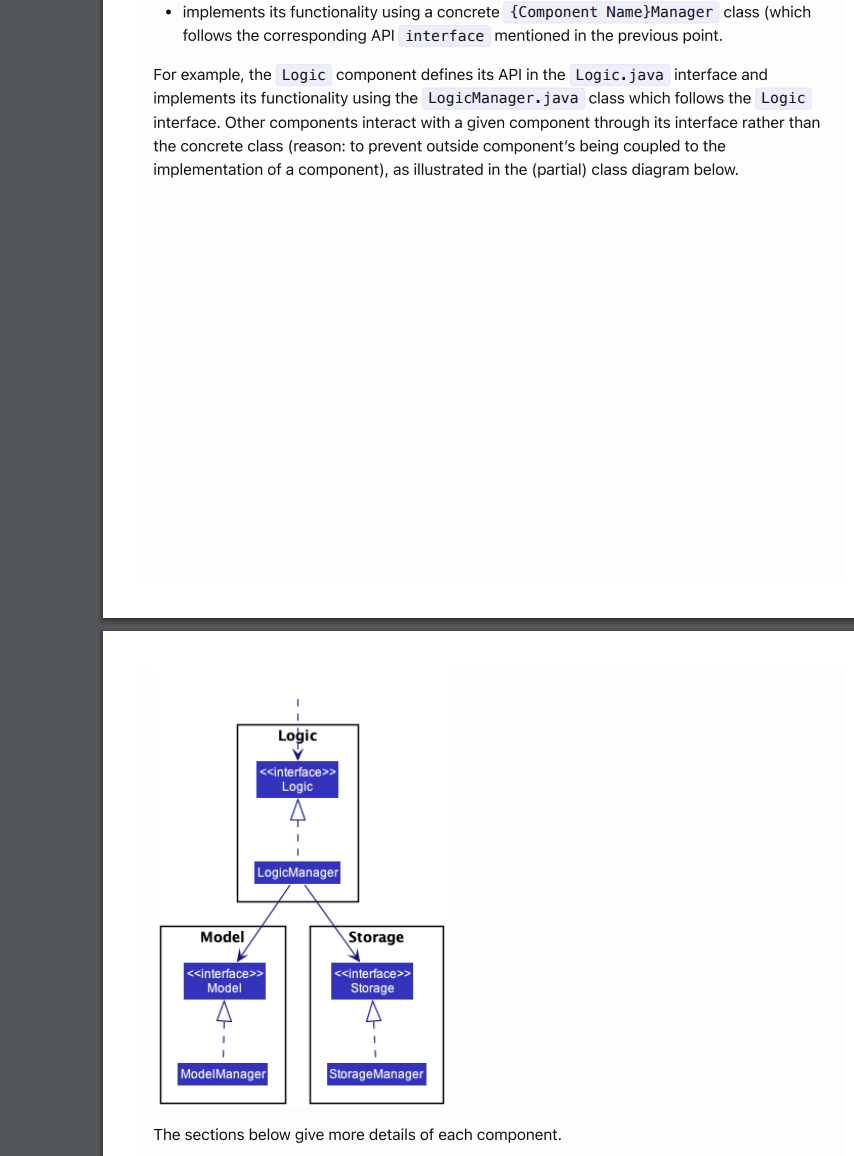 • implements its functionality using a concrete {Component Name}Manager class (which
follows the corresponding API interface mentioned in the previous point.
For example, the Logic component defines its API in the Logic.java interface and
implements its functionality using the LogicManager.java class which follows the Logic
interface. Other components interact with a given component through its interface rather than
the concrete class (reason: to prevent outside component's being coupled to the
implementation of a component), as illustrated in the (partial) class diagram below.
Logic
<<interface>>
Logic
LogicManager
Model
<<interface>>
Model
ModelManager
Storage
<<interface>>
Storage
StorageManager
The sections below give more details of each component.